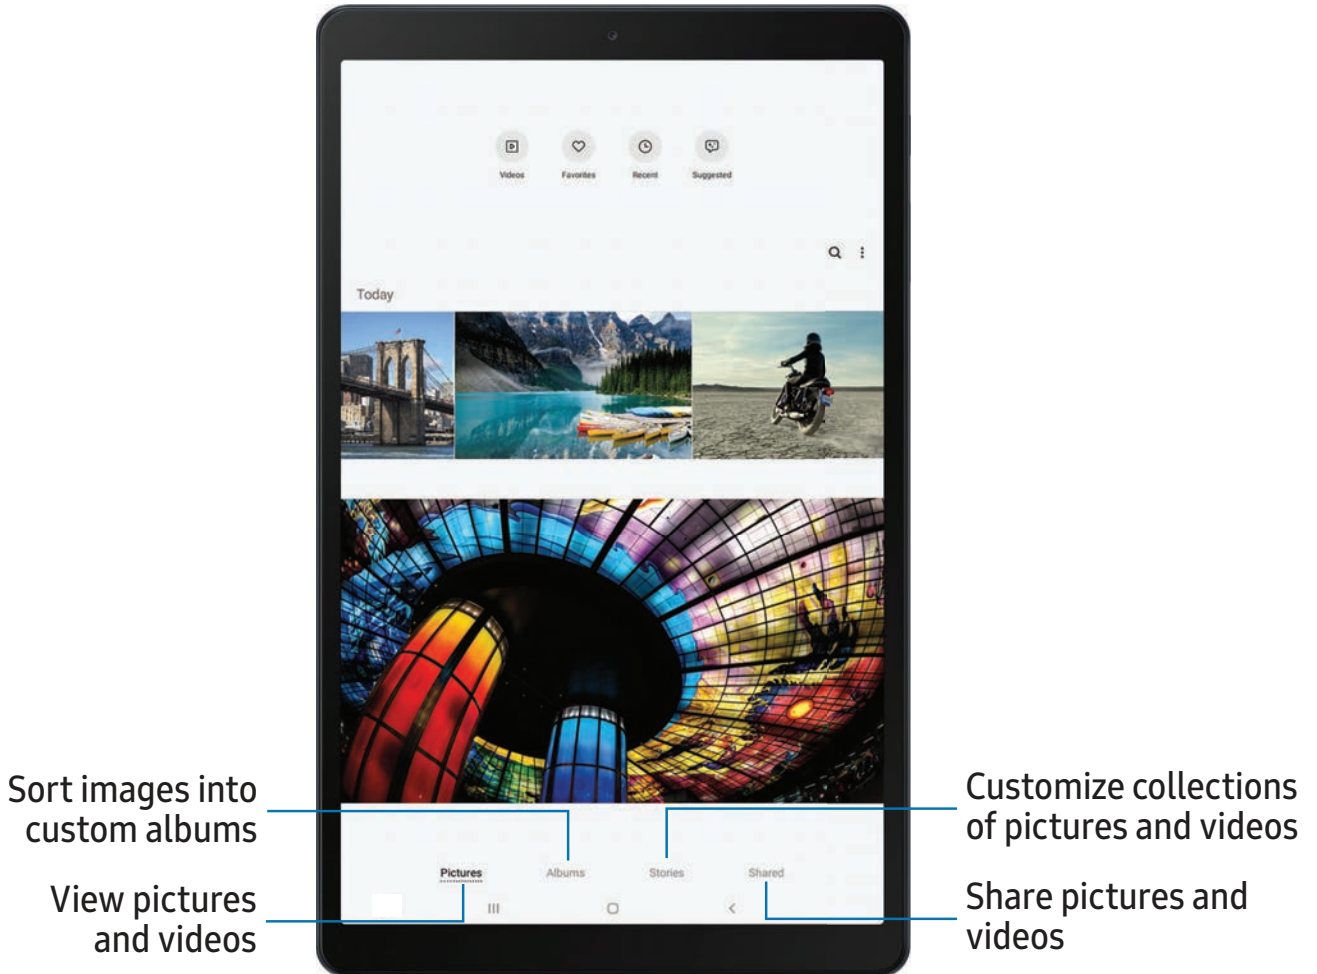 Videos
Favorites
Recent
Suggested
Today
Sort images into
custom albums
Customize collections
of pictures and videos
Pictures
Albums
Stories
Shared
View pictures
and videos
Share pictures and
videos